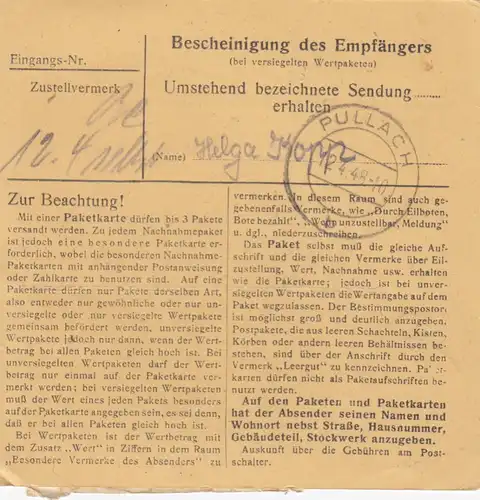 Bescheinigung des Empfängers
(bei versiegelten Wertpaketen)
Eingangs-Nr.
Zustellvermerk
Umstehend bezeichnete Sendung
erhalten
12.4
(Name) Helga Kopp
PULLACH
.4.48-10
Zur Beachtung!
Mit einer Paketkarte dürfen bis 3 Pakete
versandt werden. Zu jedem Nachnahmepaket
ist jedoch eine besondere Paketkarte er-
forderlich, wobei die besonderen Nachnahme-
Paketkarten mit anhängender Postanweisung
oder Zahlkarte zu benutzen sind. Auf eine
Paketkarte dürfen nur Pakete derselben Art,
also entweder nur gewöhnliche oder nur un-
versiegelte oder nur versiegelte Wertpakete
gemeinsam befördert werden, unversiegelte
Wertpakete jedoch nur dann, wenn der Wert-
betrag bei allen Paketen gleich hoch ist. Bei
unversiegelten Wertpaketen darf der Wert-
betrag nur einmal auf der Paketkarte ver-
merkt werden; bei versiegelten Wertpaketen
muß der Wert eines jeden Pakets besonders
auf der Paketkarte angegeben sein, es sei denn,
daß er bei allen Paketen gleich hoch ist.
Bei Wertpaketen ist der Wertbetrag mit
dem Zusatz „Wert" in Ziffern in dem Raum
„Besondere Vermerke des Absenders" zu
vermerken. In diesem Raum sind auch ge-
gebenenfalls Vermerke, wie „Durch Eilboten,
Bote bezahlt", „Wenn unzustellbar, Meldung"
u. dgl., niederzuschreiben.
Das Paket selbst muß die gleiche Auf-
schrift und die gleichen Vermerke über Eil-
zustellung, Wert, Nachnahme usw. erhalten
wie die Paketkarte; jedoch ist bei unver-
siegelten Wertpaketen die Wertangabe auf dem
Paket wegzulassen. Der Bestimmungspostort
ist möglichst groß und deutlich anzugeben.
Postpakete, die aus leeren Schachteln, Kisten,
Körben oder anderen leeren Behältnissen be-
stehen, sind über der Anschrift durch den
Vermerk „Leergut" zu kennzeichnen. Pa
karten dürfen nicht als Paketaufschriften be-
nutzt werden.
Auf den Paketen und Paketkarten
hat der Absender seinen Namen und
Wohnort nebst Straße, Hausnummer,
Gebäudeteil, Stockwerk anzugeben.
Auskunft über die Gebühren am Post-
schalter.